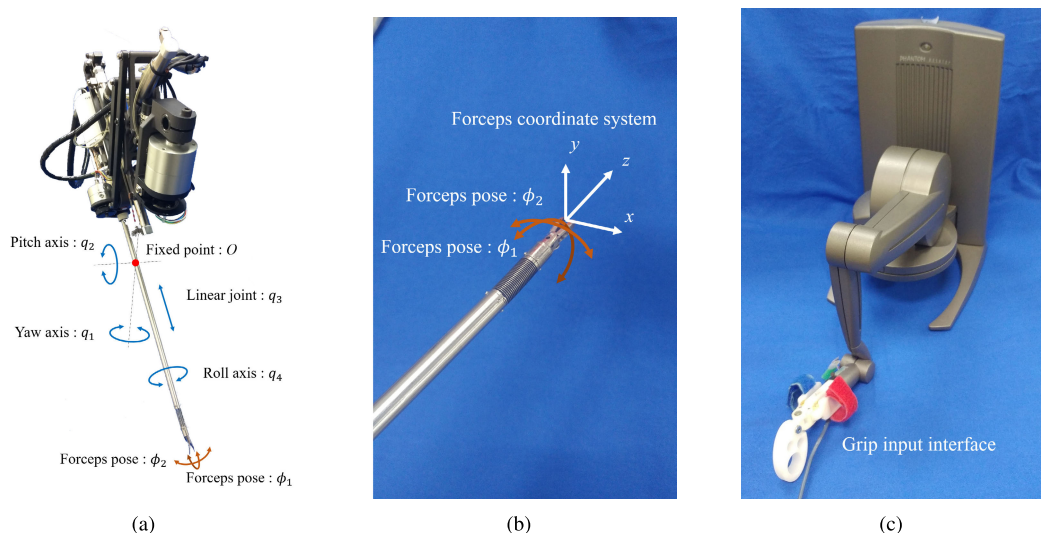 Pitch axis : q₂
Fixed point : O
Linear joint : q₃
Yaw axis : q₁
Roll axis : q₄
Forceps pose : ϕ₂
Forceps pose : ϕ₁
(a)
Forceps coordinate system
y
z
Forceps pose : ϕ₂
x
Forceps pose : ϕ₁
(b)
PHANTOM
Grip input interface
(c)